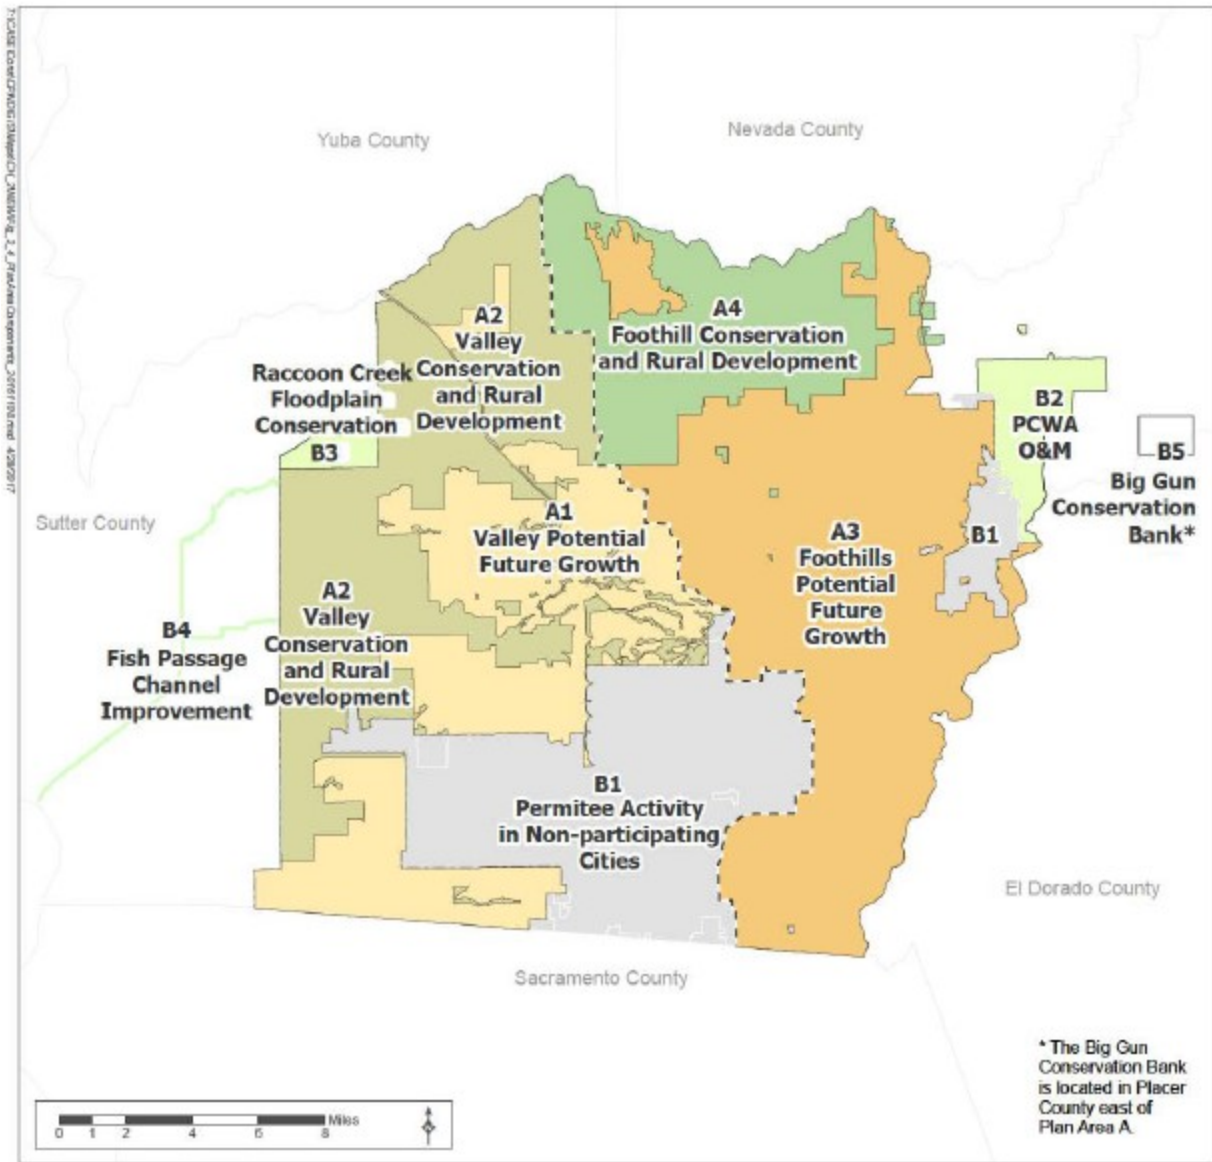 Yuba County
Nevada County
A2
Valley
Conservation
and Rural
Development
A4
Foothill Conservation
and Rural Development
Raccoon Creek
Floodplain
Conservation
B3
B2
PCWA
O&M
B5
Big Gun
Conservation
Bank*
Sutter County
A1
Valley Potential
Future Growth
A3
Foothills
Potential
Future
Growth
B1
A2
Valley
Conservation
and Rural
Development
B4
Fish Passage
Channel
Improvement
B1
Permitee Activity
in Non-participating
Cities
El Dorado County
Sacramento County
* The Big Gun
Conservation Bank
is located in Placer
County east of
Plan Area A.
Miles
0 1 2 4 6 8
4/28/2017